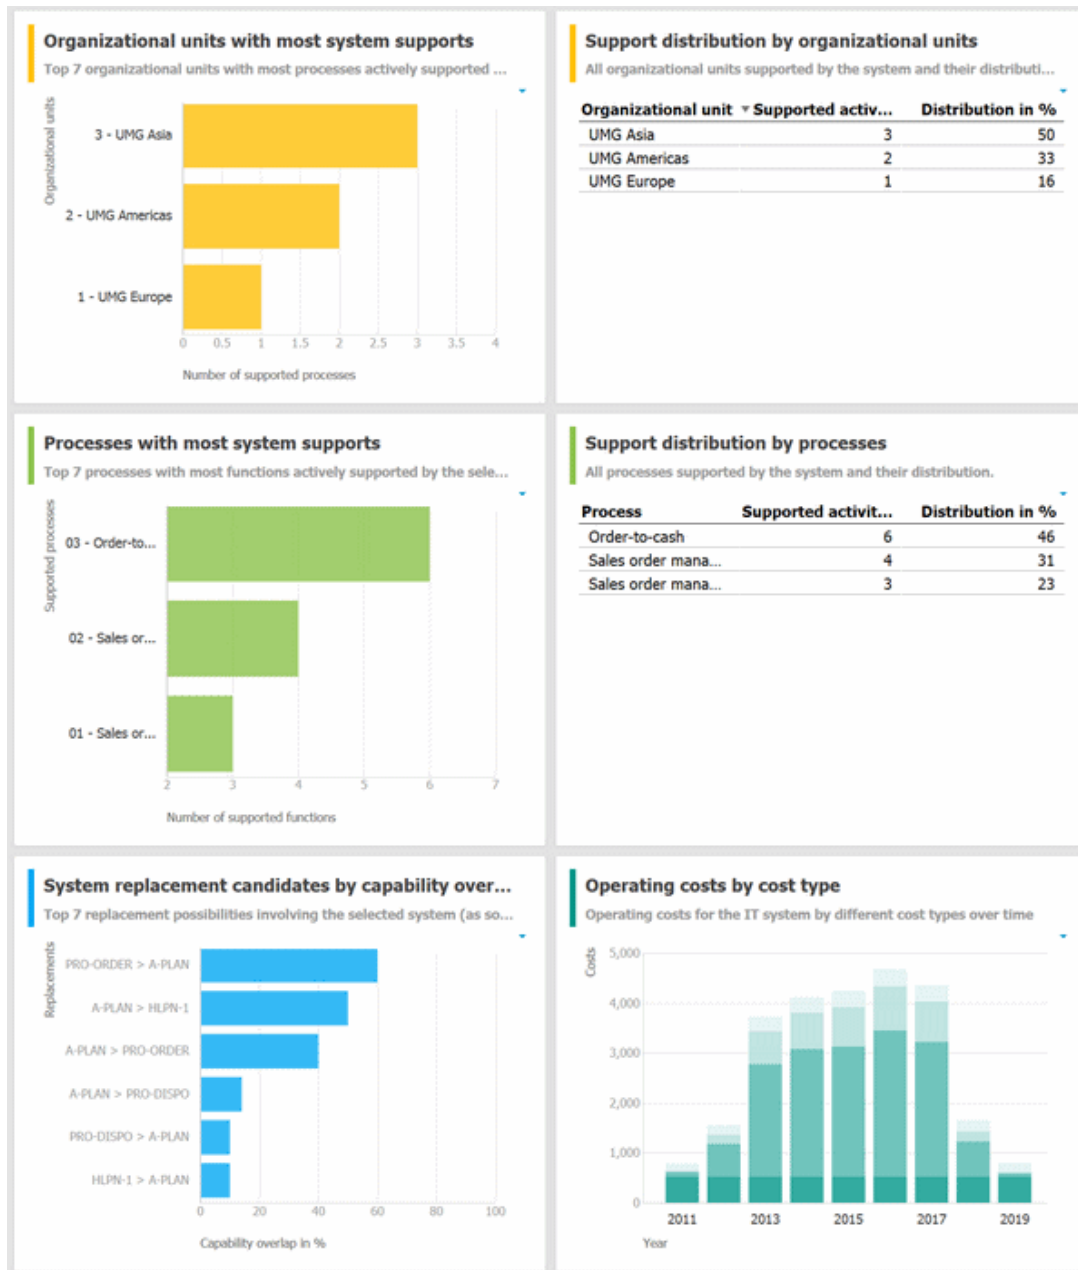 Organizational units with most system supports
Top 7 organizational units with most processes actively supported ...
Organizational units
3 - UMG Asia
2 - UMG Americas
1 - UMG Europe
0 0.5 1 1.5 2 2.5 3 3.5 4
Number of supported processes
Support distribution by organizational units
All organizational units supported by the system and their distributi...
Organizational unit Supported activ... Distribution in %
UMG Asia 3 50
UMG Americas 2 33
UMG Europe 1 16
Processes with most system supports
Top 7 processes with most functions actively supported by the sele...
Supported processes
03 - Order-to...
02 - Sales or...
01 - Sales or...
2 3 4 5 6 7
Number of supported functions
Support distribution by processes
All processes supported by the system and their distribution.
Process Supported activit... Distribution in %
Order-to-cash 6 46
Sales order mana... 4 31
Sales order mana... 3 23
System replacement candidates by capability over...
Top 7 replacement possibilities involving the selected system (as so...
Replacements
PRO-ORDER > A-PLAN
A-PLAN > HLPN-1
A-PLAN > PRO-ORDER
A-PLAN > PRO-DISPO
PRO-DISPO > A-PLAN
HLPN-1 > A-PLAN
0 20 40 60 80 100
Capability overlap in %
Operating costs by cost type
Operating costs for the IT system by different cost types over time
Costs
5,000
4,000
3,000
2,000
1,000
0
2011 2013 2015 2017 2019
Year